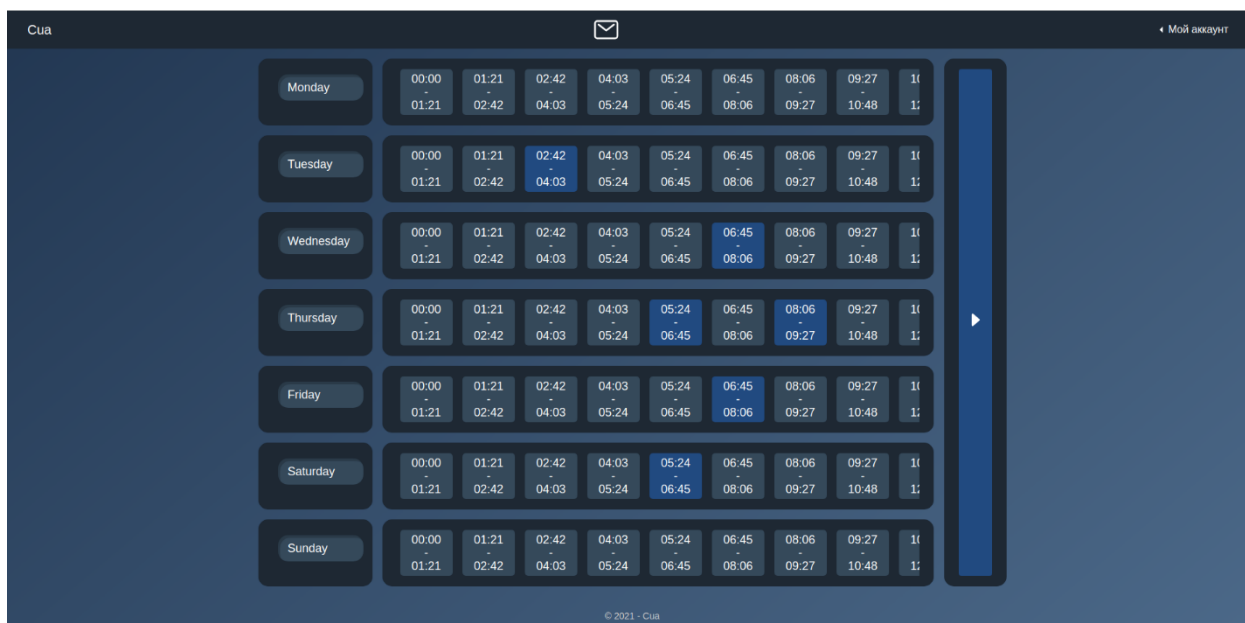 Cua
Мой аккаунт
Monday
00:00 01:21 02:42 04:03 05:24 06:45 08:06 09:27
- - - - - - - -
01:21 02:42 04:03 05:24 06:45 08:06 09:27 10:48
Tuesday
00:00 01:21 02:42 04:03 05:24 06:45 08:06 09:27
- - - - - - - -
01:21 02:42 04:03 05:24 06:45 08:06 09:27 10:48
Wednesday
00:00 01:21 02:42 04:03 05:24 06:45 08:06 09:27
- - - - - - - -
01:21 02:42 04:03 05:24 06:45 08:06 09:27 10:48
Thursday
00:00 01:21 02:42 04:03 05:24 06:45 08:06 09:27
- - - - - - - -
01:21 02:42 04:03 05:24 06:45 08:06 09:27 10:48
Friday
00:00 01:21 02:42 04:03 05:24 06:45 08:06 09:27
- - - - - - - -
01:21 02:42 04:03 05:24 06:45 08:06 09:27 10:48
Saturday
00:00 01:21 02:42 04:03 05:24 06:45 08:06 09:27
- - - - - - - -
01:21 02:42 04:03 05:24 06:45 08:06 09:27 10:48
Sunday
00:00 01:21 02:42 04:03 05:24 06:45 08:06 09:27
- - - - - - - -
01:21 02:42 04:03 05:24 06:45 08:06 09:27 10:48
© 2021 - Cua